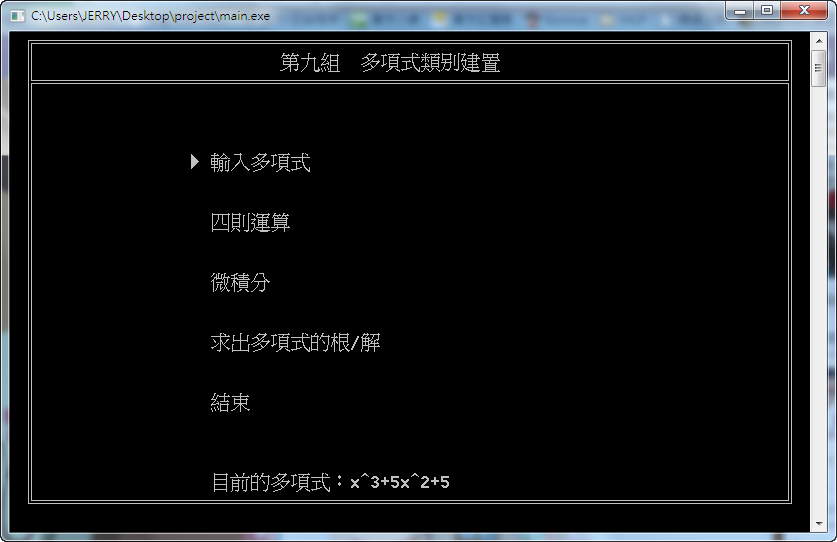 C:\Users\JERRY\Desktop\project\main.exe
第九組　多項式類別建置
輸入多項式
四則運算
微積分
求出多項式的根/解
結束
目前的多項式：x^3+5x^2+5